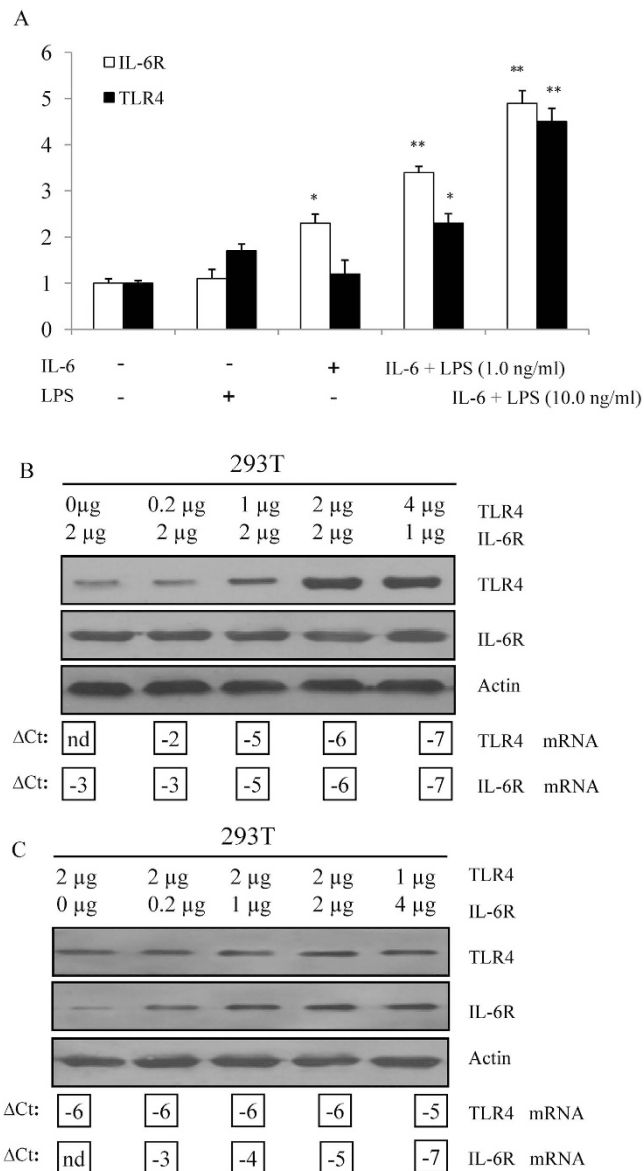 A
6
IL-6R
TLR4
5
4
3
2
1
0
* ** * ** **
IL-6 - - + IL-6 + LPS (1.0 ng/ml)
LPS - + - IL-6 + LPS (10.0 ng/ml)
B
293T
0µg 0.2 µg 1 µg 2 µg 4 µg TLR4
2 µg 2 µg 2 µg 2 µg 1 µg IL-6R
TLR4
IL-6R
Actin
ΔCt: nd -2 -5 -6 -7 TLR4 mRNA
ΔCt: -3 -3 -5 -6 -7 IL-6R mRNA
C
293T
2 µg 2 µg 2 µg 2 µg 1 µg TLR4
0 µg 0.2 µg 1 µg 2 µg 4 µg IL-6R
TLR4
IL-6R
Actin
ΔCt: -6 -6 -6 -6 -5 TLR4 mRNA
ΔCt: nd -3 -4 -5 -7 IL-6R mRNA